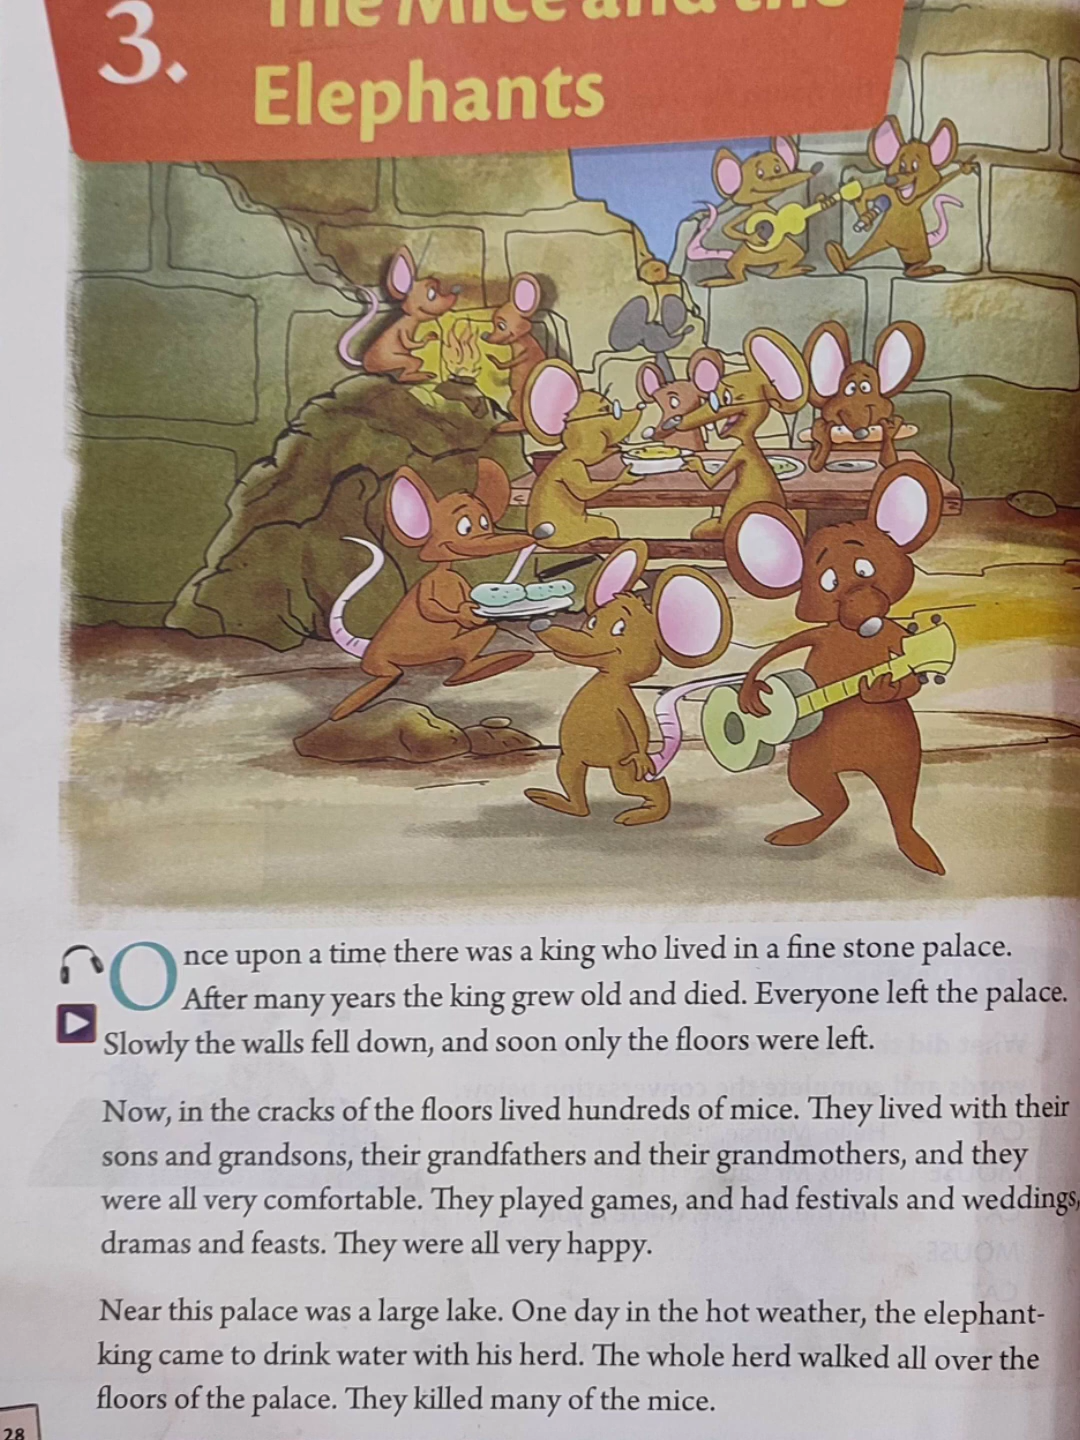 3.
The Mice and the
Elephants
Once upon a time there was a king who lived in a fine stone palace.
After many years the king grew old and died. Everyone left the palace.
Slowly the walls fell down, and soon only the floors were left.
Now, in the cracks of the floors lived hundreds of mice. They lived with their
sons and grandsons, their grandfathers and their grandmothers, and they
were all very comfortable. They played games, and had festivals and weddings,
dramas and feasts. They were all very happy.
Near this palace was a large lake. One day in the hot weather, the elephant-
king came to drink water with his herd. The whole herd walked all over the
floors of the palace. They killed many of the mice.
28